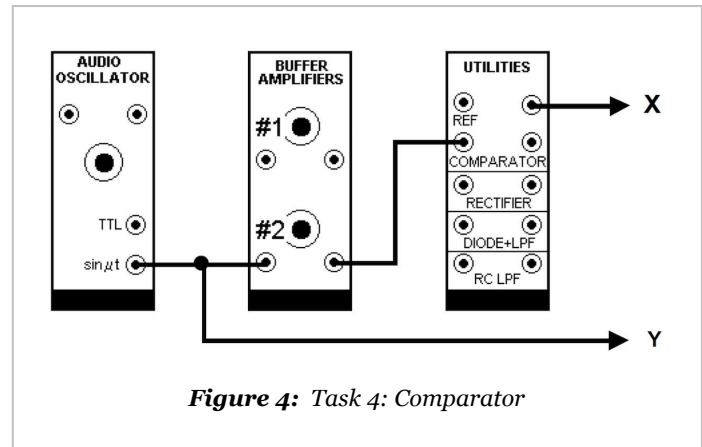 AUDIO
OSCILLATOR
TTL
sinμt
BUFFER
AMPLIFIERS
#1
#2
UTILITIES
REF
COMPARATOR
RECTIFIER
DIODE+LPF
RC LPF
X
Y
Figure 4: Task 4: Comparator